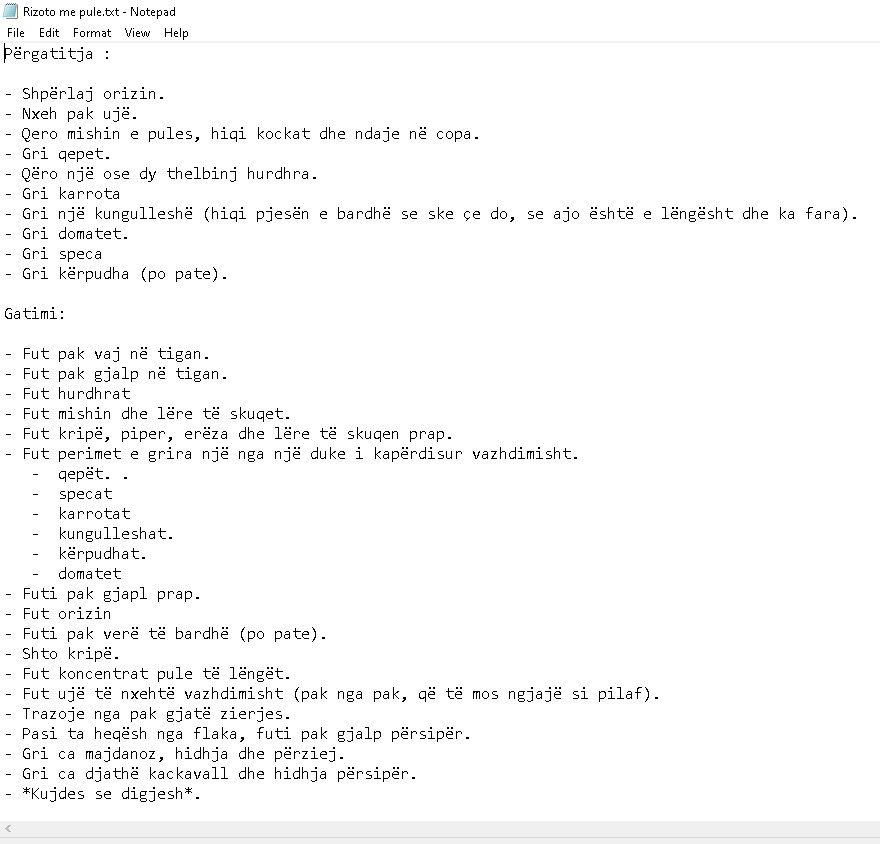 Rizoto me pule.txt - Notepad
File Edit Format View Help
Përgatitja :
- Shpërlaj orizin.
- Nxeh pak ujë.
- Qero mishin e pules, hiqi kockat dhe ndaje në copa.
- Gri qepet.
- Qëro një ose dy thelbinj hurdhra.
- Gri karrota
- Gri një kungulleshë (hiqi pjesën e bardhë se ske çe do, se ajo është e lëngësht dhe ka fara).
- Gri domatet.
- Gri speca
- Gri kërpudha (po pate).
Gatimi:
- Fut pak vaj në tigan.
- Fut pak gjalp në tigan.
- Fut hurdhrat
- Fut mishin dhe lëre të skuqet.
- Fut kripë, piper, erëza dhe lëre të skuqen prap.
- Fut perimet e grira një nga një duke i kapërdisur vazhdimisht.
- qepët. .
- specat
- karrotat
- kungulleshat.
- kërpudhat.
- domatet
- Futi pak gjapl prap.
- Fut orizin
- Futi pak verë të bardhë (po pate).
- Shto kripë.
- Fut koncentrat pule të lëngët.
- Fut ujë të nxehtë vazhdimisht (pak nga pak, që të mos ngjajë si pilaf).
- Trazoje nga pak gjatë zierjes.
- Pasi ta heqësh nga flaka, futi pak gjalp përsipër.
- Gri ca majdanoz, hidhja dhe përziej.
- Gri ca djathë kackavall dhe hidhja përsipër.
- *Kujdes se digjesh*.